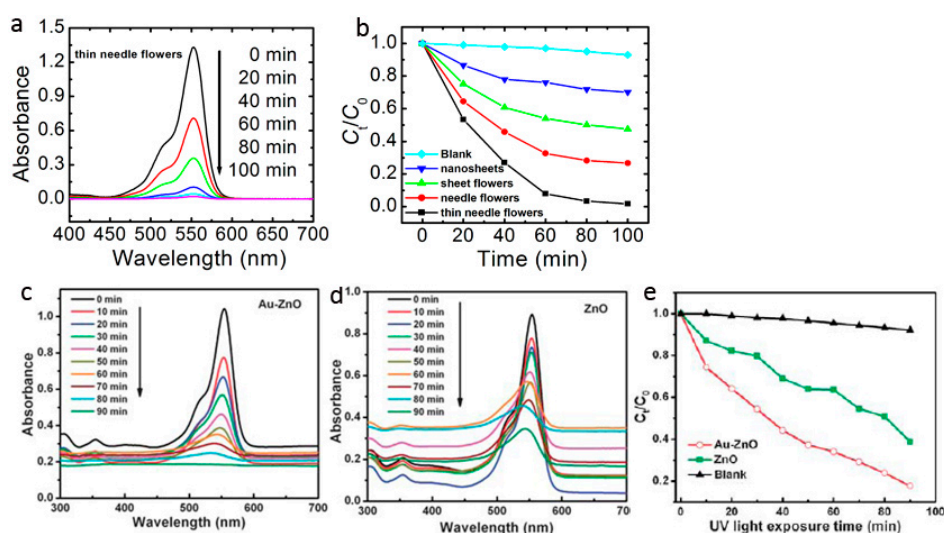 a
thin needle flowers
0 min
20 min
40 min
60 min
80 min
100 min
Absorbance
1.5
1.2
0.9
0.6
0.3
0.0
400 450 500 550 600 650 700
Wavelength (nm)
b
Ct/C0
1.0
0.8
0.6
0.4
0.2
0.0
Blank
nanosheets
sheet flowers
needle flowers
thin needle flowers
0 20 40 60 80 100
Time (min)
c
Au-ZnO
0 min
10 min
20 min
30 min
40 min
50 min
60 min
70 min
80 min
90 min
Absorbance
1.0
0.8
0.6
0.4
0.2
0.0
300 400 500 600 700
Wavelength (nm)
d
ZnO
0 min
10 min
20 min
30 min
40 min
50 min
60 min
70 min
80 min
90 min
Absorbance
1.0
0.8
0.6
0.4
0.2
0.0
300 400 500 600
Wavelength (nm)
e
Ct/C0
1.0
0.8
0.6
0.4
0.2
Au-ZnO
ZnO
Blank
0 20 40 60 80 100
UV light exposure time (min)